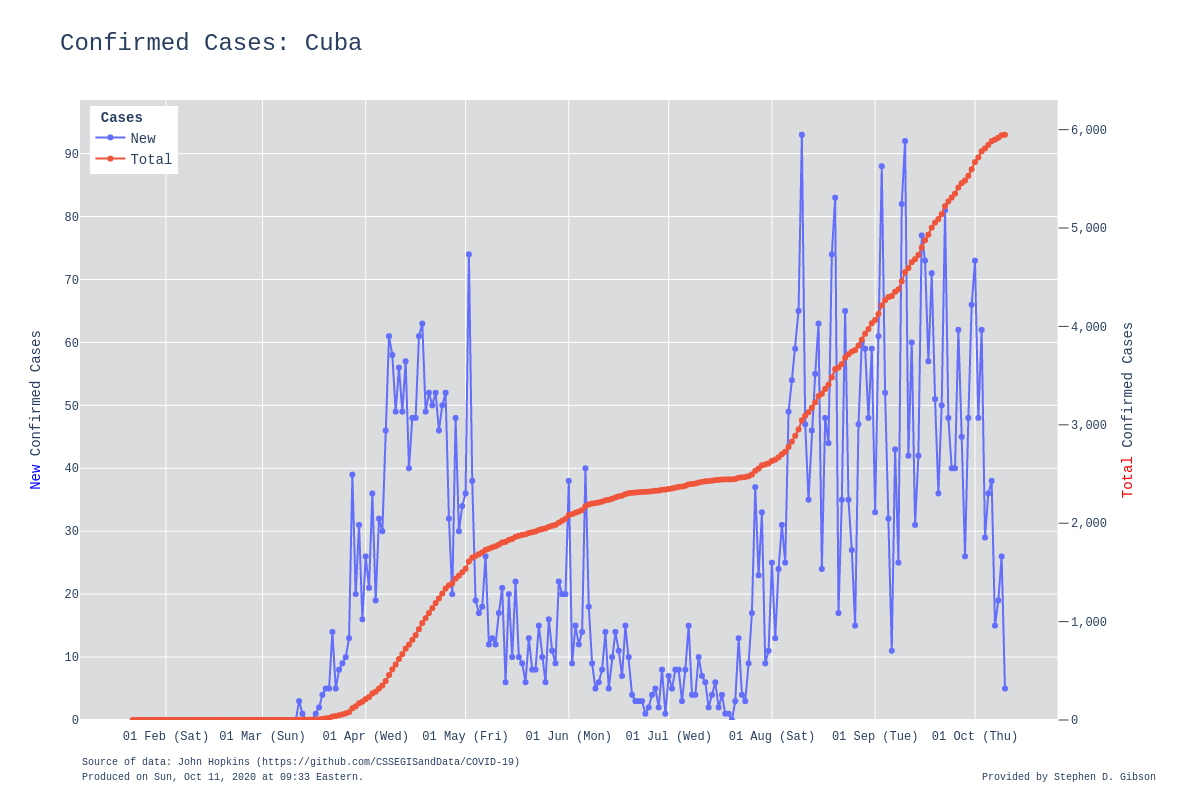 Confirmed Cases: Cuba
Cases
New
Total
90
80
70
60
50
40
30
20
10
0
6,000
5,000
4,000
3,000
2,000
1,000
0
New Confirmed Cases
Total Confirmed Cases
01 Feb (Sat) 01 Mar (Sun) 01 Apr (Wed) 01 May (Fri) 01 Jun (Mon) 01 Jul (Wed) 01 Aug (Sat) 01 Sep (Tue) 01 Oct (Thu)
Source of data: John Hopkins (https://github.com/CSSEGISandData/COVID-19)
Produced on Sun, Oct 11, 2020 at 09:33 Eastern.
Provided by Stephen D. Gibson